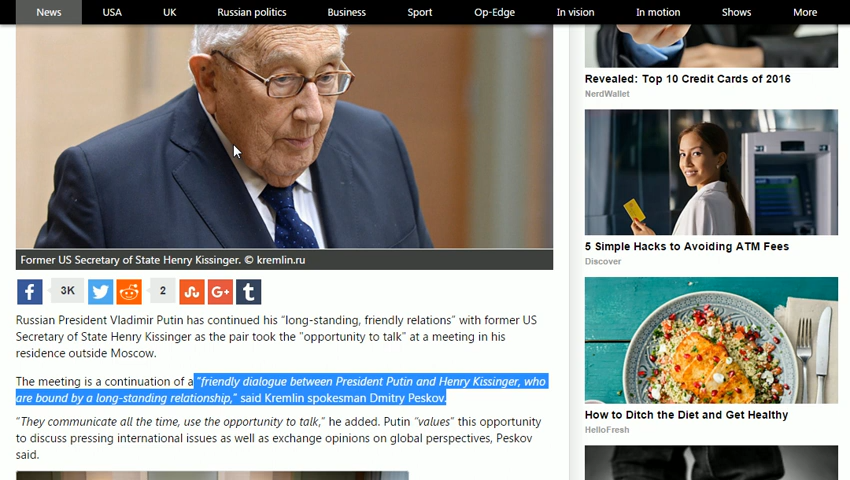 News USA UK Russian politics Business Sport Op-Edge In vision In motion Shows More
Former US Secretary of State Henry Kissinger. © kremlin.ru
3K
2
Russian President Vladimir Putin has continued his “long-standing, friendly relations” with former US
Secretary of State Henry Kissinger as the pair took the "opportunity to talk" at a meeting in his
residence outside Moscow.
The meeting is a continuation of a “friendly dialogue between President Putin and Henry Kissinger, who
are bound by a long-standing relationship,” said Kremlin spokesman Dmitry Peskov.
“They communicate all the time, use the opportunity to talk,” he added. Putin “values” this opportunity
to discuss pressing international issues as well as exchange opinions on global perspectives, Peskov
said.
Revealed: Top 10 Credit Cards of 2016
NerdWallet
5 Simple Hacks to Avoiding ATM Fees
Discover
How to Ditch the Diet and Get Healthy
HelloFresh